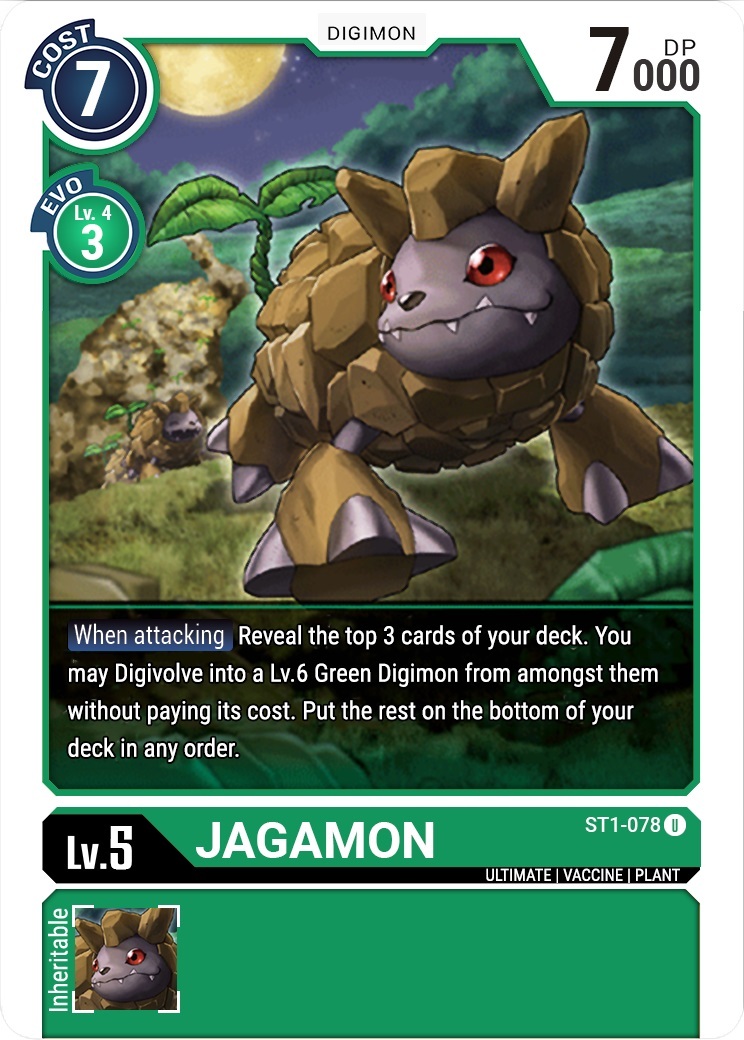 DIGIMON
COST
7
7000
DP
EVO
Lv. 4
3
When attacking Reveal the top 3 cards of your deck. You
may Digivolve into a Lv.6 Green Digimon from amongst them
without paying its cost. Put the rest on the bottom of your
deck in any order.
ST1-078 U
Lv.5 JAGAMON
ULTIMATE | VACCINE | PLANT
Inheritable